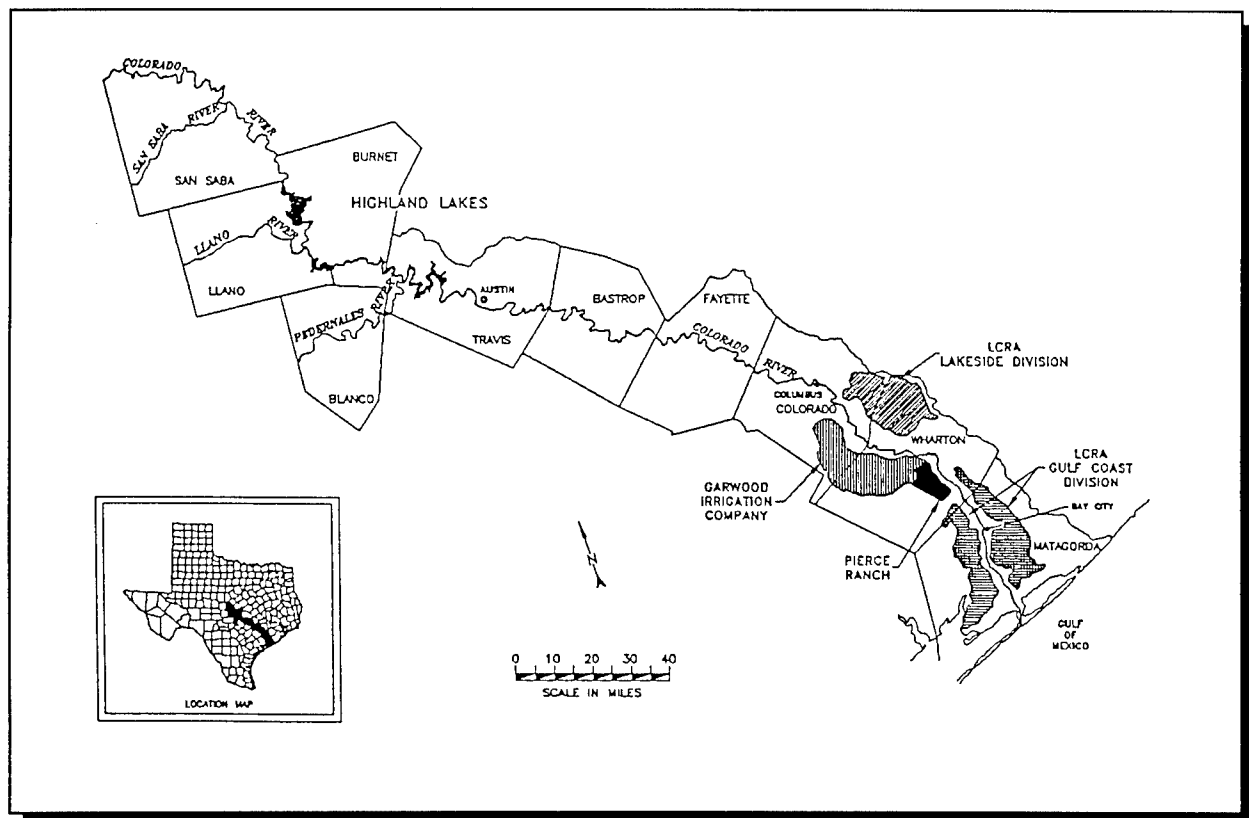 COLORADO
RIVER
SAN SABA RIVER
SAN SABA
BURNET
HIGHLAND LAKES
LLANO RIVER
LLANO
PEDERNALES RIVER
BLANCO
AUSTIN
TRAVIS
BASTROP
FAYETTE
COLORADO RIVER
COLUMBUS
COLORADO
LCRA
LAKESIDE DIVISION
WHARTON
LCRA
GULF COAST
DIVISION
BAY CITY
MATAGORDA
GARWOOD
IRRIGATION
COMPANY
PIERCE
RANCH
GULF
OF
MEXICO
N
0 10 20 30 40
SCALE IN MILES
LOCATION MAP